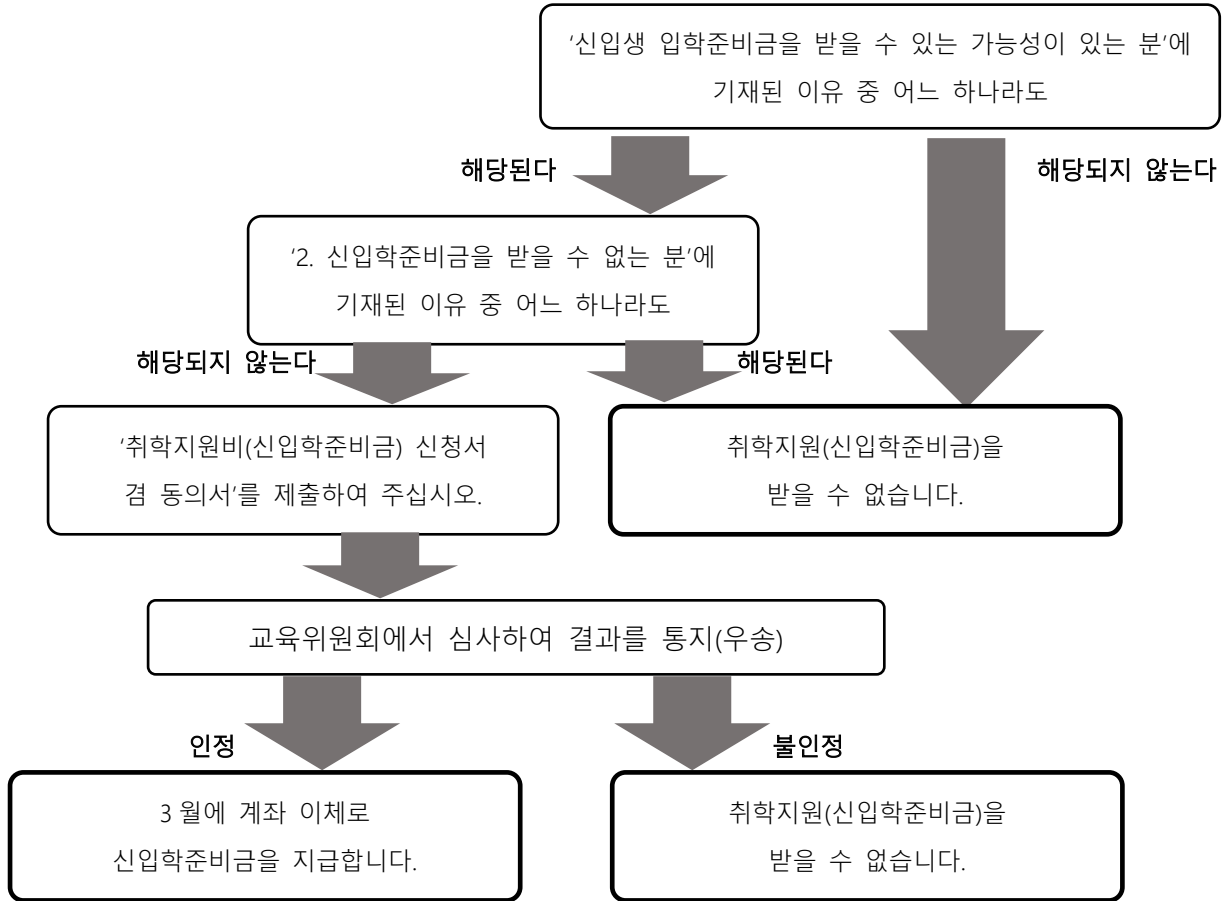 ‘신입생 입학준비금을 받을 수 있는 가능성이 있는 분’에
기재된 이유 중 어느 하나라도
해당된다
해당되지 않는다
‘2. 신입학준비금을 받을 수 없는 분’에
기재된 이유 중 어느 하나라도
해당되지 않는다
해당된다
‘취학지원비(신입학준비금) 신청서
겸 동의서’를 제출하여 주십시오.
취학지원(신입학준비금)을
받을 수 없습니다.
교육위원회에서 심사하여 결과를 통지(우송)
인정
불인정
3월에 계좌 이체로
신입학준비금을 지급합니다.
취학지원(신입학준비금)을
받을 수 없습니다.